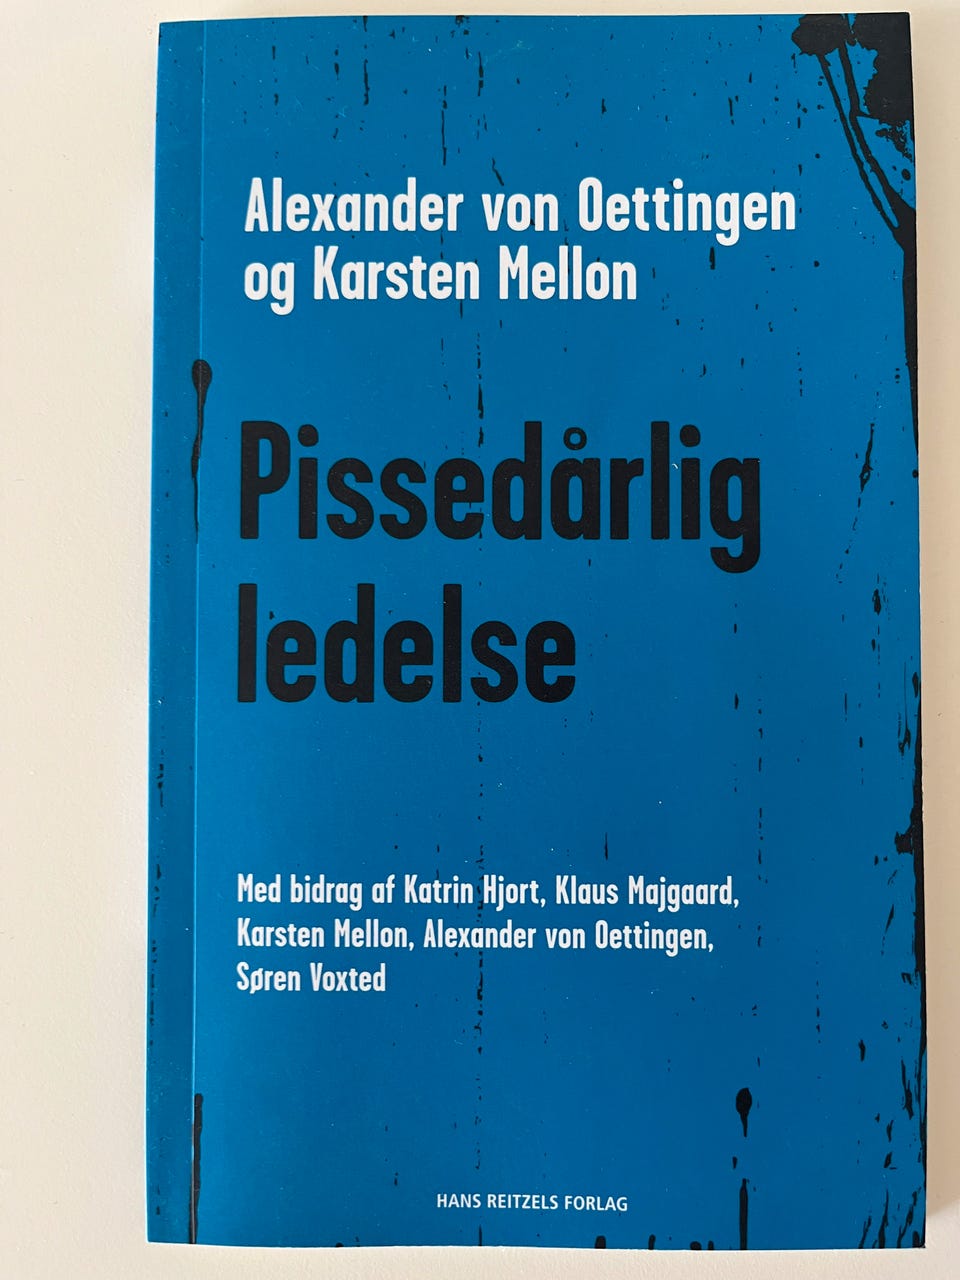 Alexander von Oettingen
og Karsten Mellon
Pissedårlig
ledelse
Med bidrag af Katrin Hjort, Klaus Majgaard,
Karsten Mellon, Alexander von Oettingen,
Søren Voxted
HANS REITZELS FORLAG